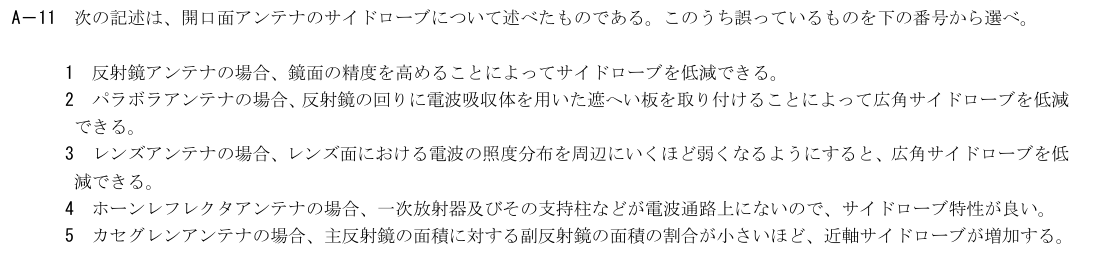 A－11 次の記述は、開口面アンテナのサイドローブについて述べたものである。このうち誤っているものを下の番号から選べ。
1 反射鏡アンテナの場合、鏡面の精度を高めることによってサイドローブを低減できる。
2 パラボラアンテナの場合、反射鏡の回りに電波吸収体を用いた遮へい板を取り付けることによって広角サイドローブを低減
できる。
3 レンズアンテナの場合、レンズ面における電波の照度分布を周辺にいくほど弱くなるようにすると、広角サイドローブを低
減できる。
4 ホーンレフレクタアンテナの場合、一次放射器及びその支持柱などが電波通路上にないので、サイドローブ特性が良い。
5 カセグレンアンテナの場合、主反射鏡の面積に対する副反射鏡の面積の割合が小さいほど、近軸サイドローブが増加する。